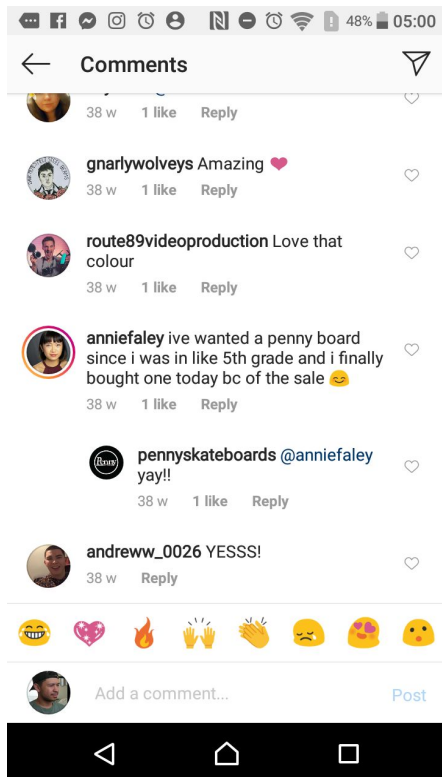 48% 05:00
Comments
38 w 1 like Reply
gnarlywolveys Amazing ❤
38 w 1 like Reply
route89videoproduction Love that
colour
38 w 1 like Reply
anniefaley ive wanted a penny board
since i was in like 5th grade and i finally
bought one today bc of the sale 😊
38 w 1 like Reply
Penny
pennyskateboards @anniefaley
yay!!
38 w 1 like Reply
andreww_0026 YESSS!
38 w Reply
Add a comment... Post